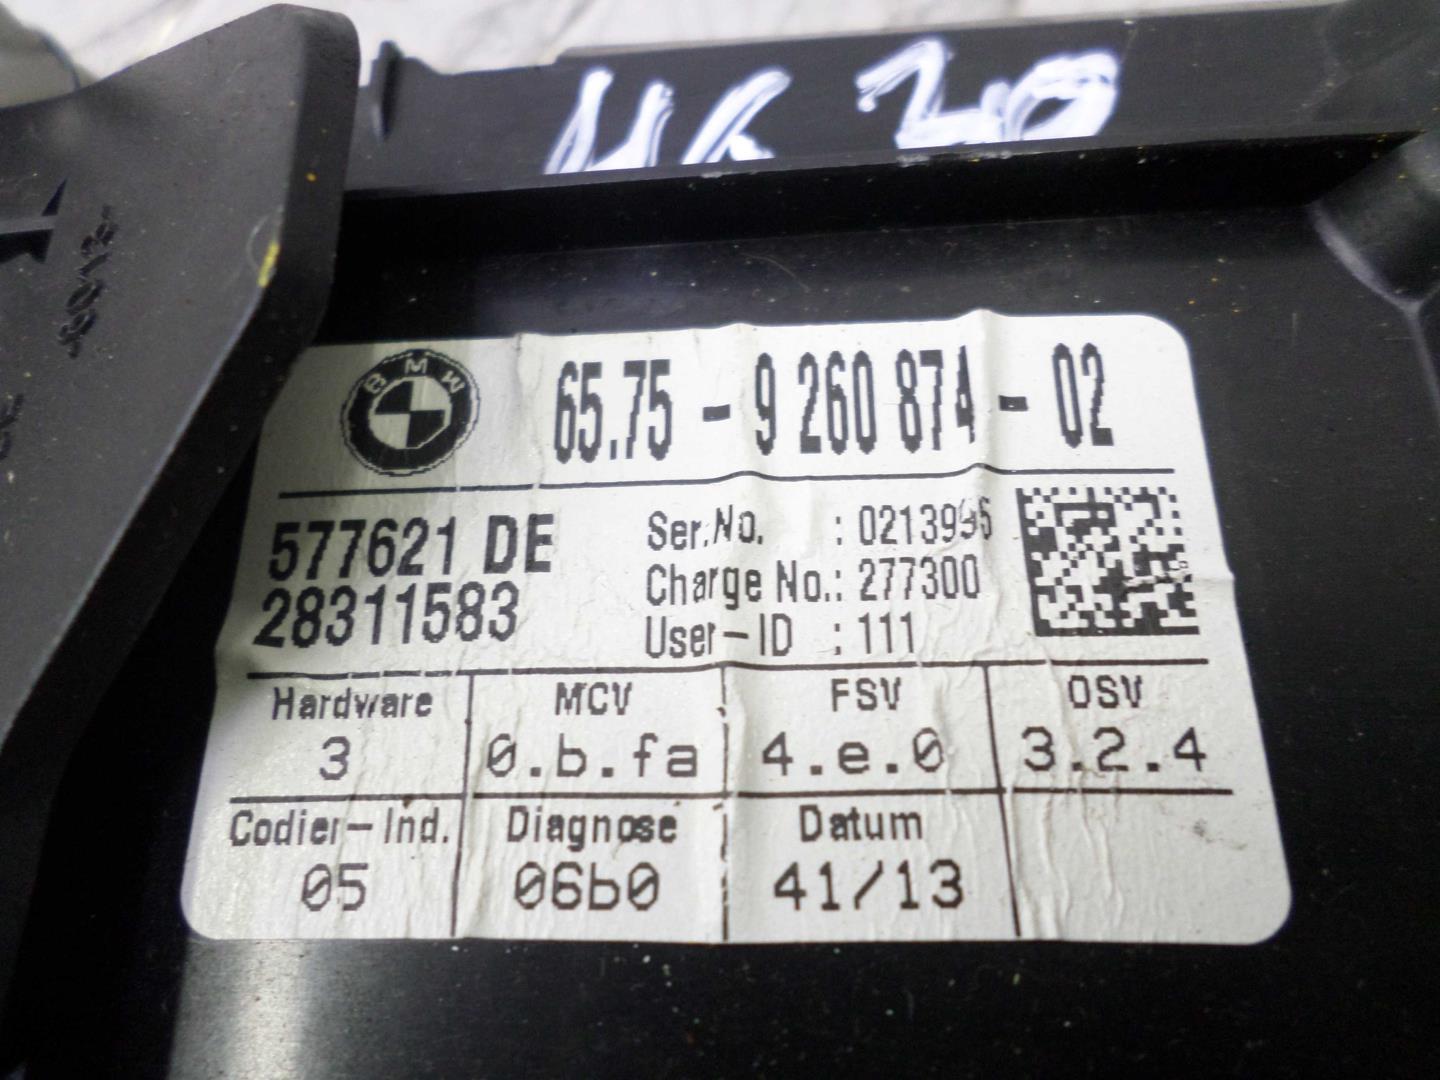 BMW
65.75 - 9 260 874 - 02
577621 DE
28311583
Ser.No. : 0213996
Charge No.: 277300
User-ID : 111
Hardware MCV FSV OSV
3 0.b.fa 4.e.0 3.2.4
Codier-Ind. Diagnose Datum
05 06b0 41/13